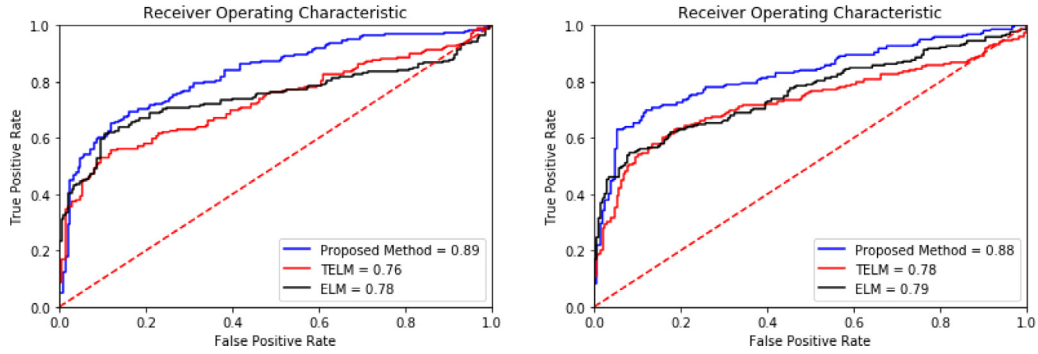 Receiver Operating Characteristic
1.0
0.8
0.6
0.4
0.2
0.0
True Positive Rate
Proposed Method = 0.89
TELM = 0.76
ELM = 0.78
0.0 0.2 0.4 0.6 0.8 1.0
False Positive Rate
Receiver Operating Characteristic
1.0
0.8
0.6
0.4
0.2
0.0
True Positive Rate
Proposed Method = 0.88
TELM = 0.78
ELM = 0.79
0.0 0.2 0.4 0.6 0.8 1.0
False Positive Rate